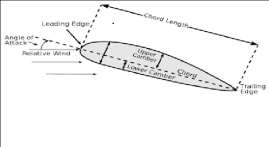 Leading Edge
Chord Length
Angle of
Attack
Relative Wind
Upper
Camber
Lower Camber
Chord
Trailing
Edge